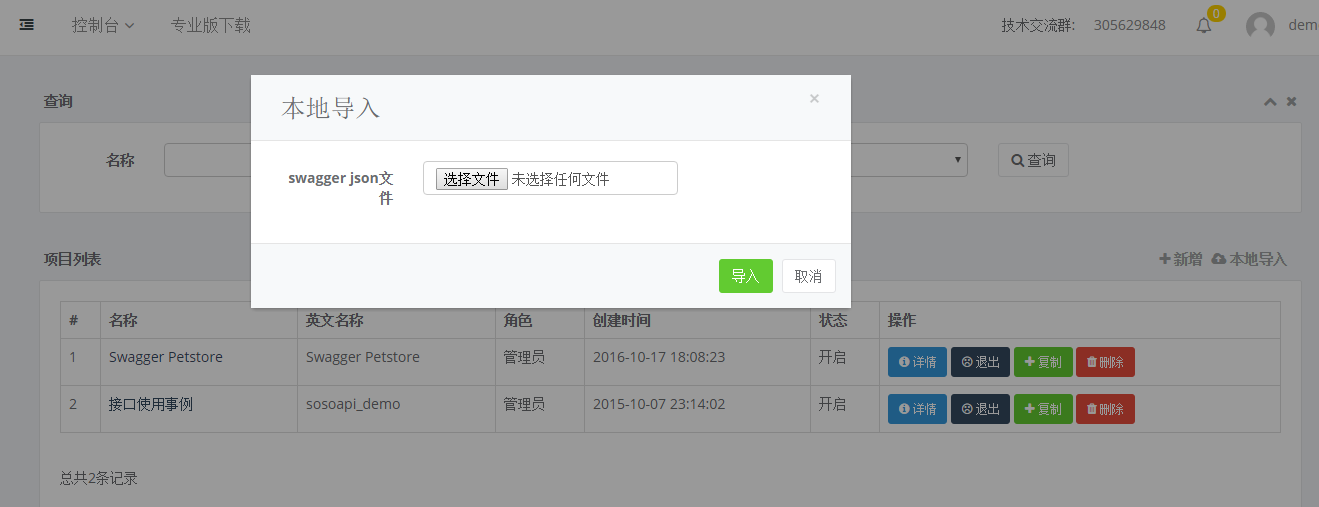 控制台 专业版下载 技术交流群: 305629848 0 dem
本地导入 ×
查询
名称 查询
swagger json文
件 选择文件 未选择任何文件
导入 取消
项目列表 新增 本地导入
# 名称 英文名称 角色 创建时间 状态 操作
1 Swagger Petstore Swagger Petstore 管理员 2016-10-17 18:08:23 开启 详情 退出 复制 删除
2 接口使用事例 sosoapi_demo 管理员 2015-10-07 23:14:02 开启 详情 退出 复制 删除
总共2条记录